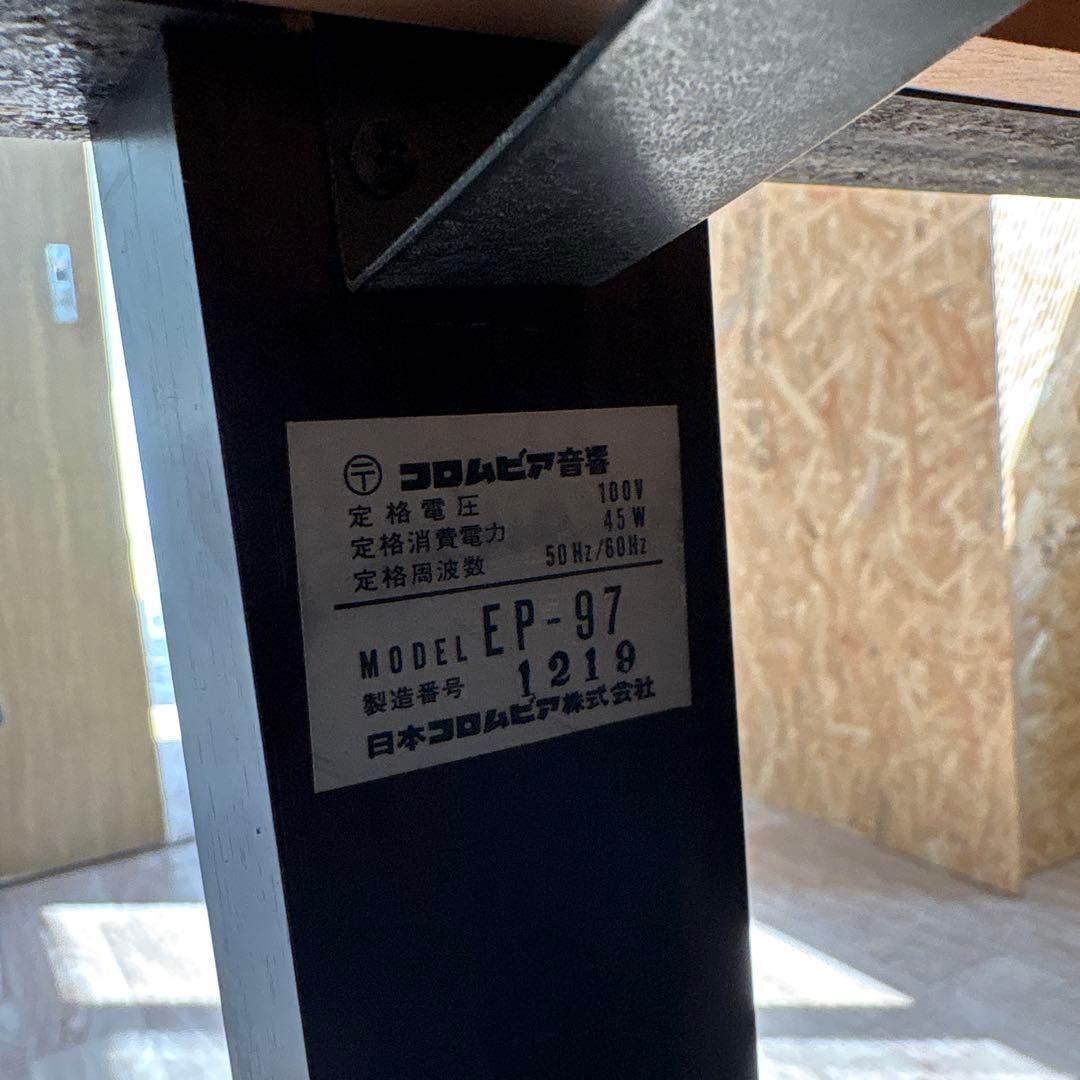 〶 コロムビア音響
定格電圧 100V
定格消費電力 45W
定格周波数 50Hz/60Hz
MODEL EP-97
製造番号 1219
日本コロムビア株式会社